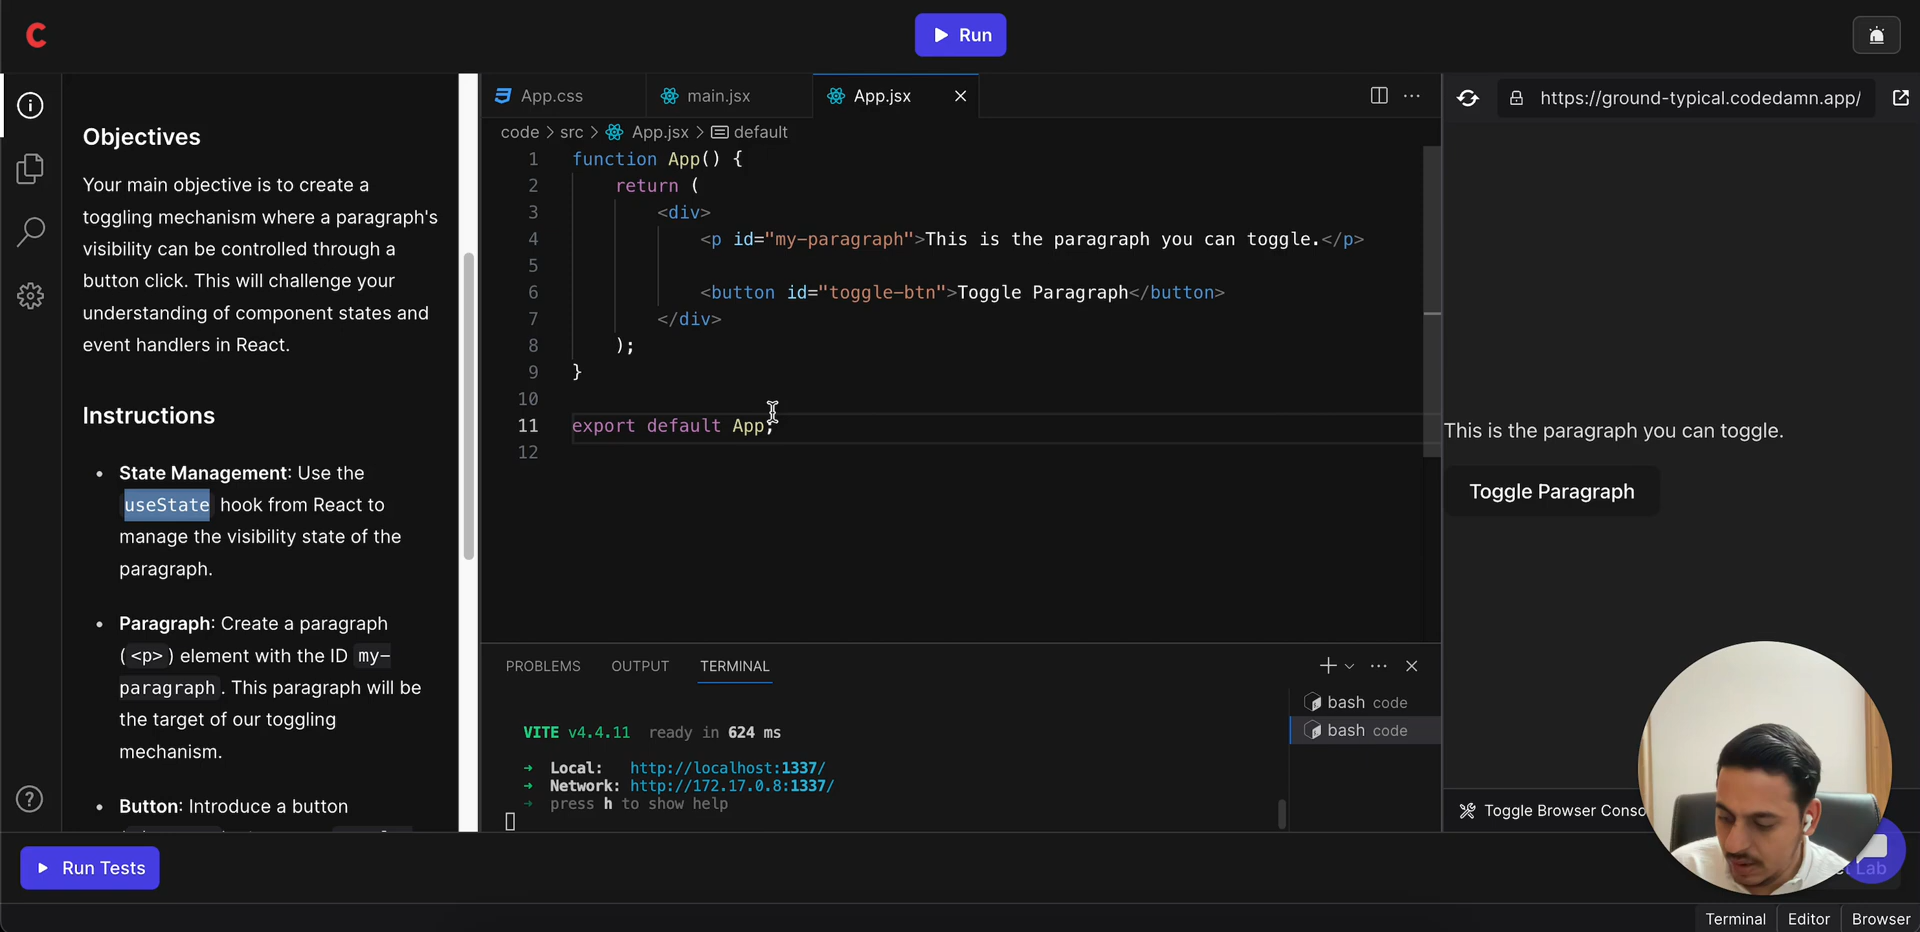 Run
App.css
main.jsx
App.jsx
https://ground-typical.codedamn.app/
code > src > App.jsx > default
Objectives
Your main objective is to create a
toggling mechanism where a paragraph's
visibility can be controlled through a
button click. This will challenge your
understanding of component states and
event handlers in React.
Instructions
• State Management: Use the
useState hook from React to
manage the visibility state of the
paragraph.
• Paragraph: Create a paragraph
(<p>) element with the ID my-
paragraph. This paragraph will be
the target of our toggling
mechanism.
• Button: Introduce a button
1 function App() {
2 return (
3 <div>
4 <p id="my-paragraph">This is the paragraph you can toggle.</p>
5
6 <button id="toggle-btn">Toggle Paragraph</button>
7 </div>
8 );
9 }
10
11 export default App;
12
This is the paragraph you can toggle.
Toggle Paragraph
PROBLEMS OUTPUT TERMINAL
bash code
bash code
VITE v4.4.11 ready in 624 ms
➜ Local: http://localhost:1337/
➜ Network: http://172.17.0.8:1337/
➜ press h to show help
Toggle Browser Conso
Run Tests
Lab
Terminal Editor Browser